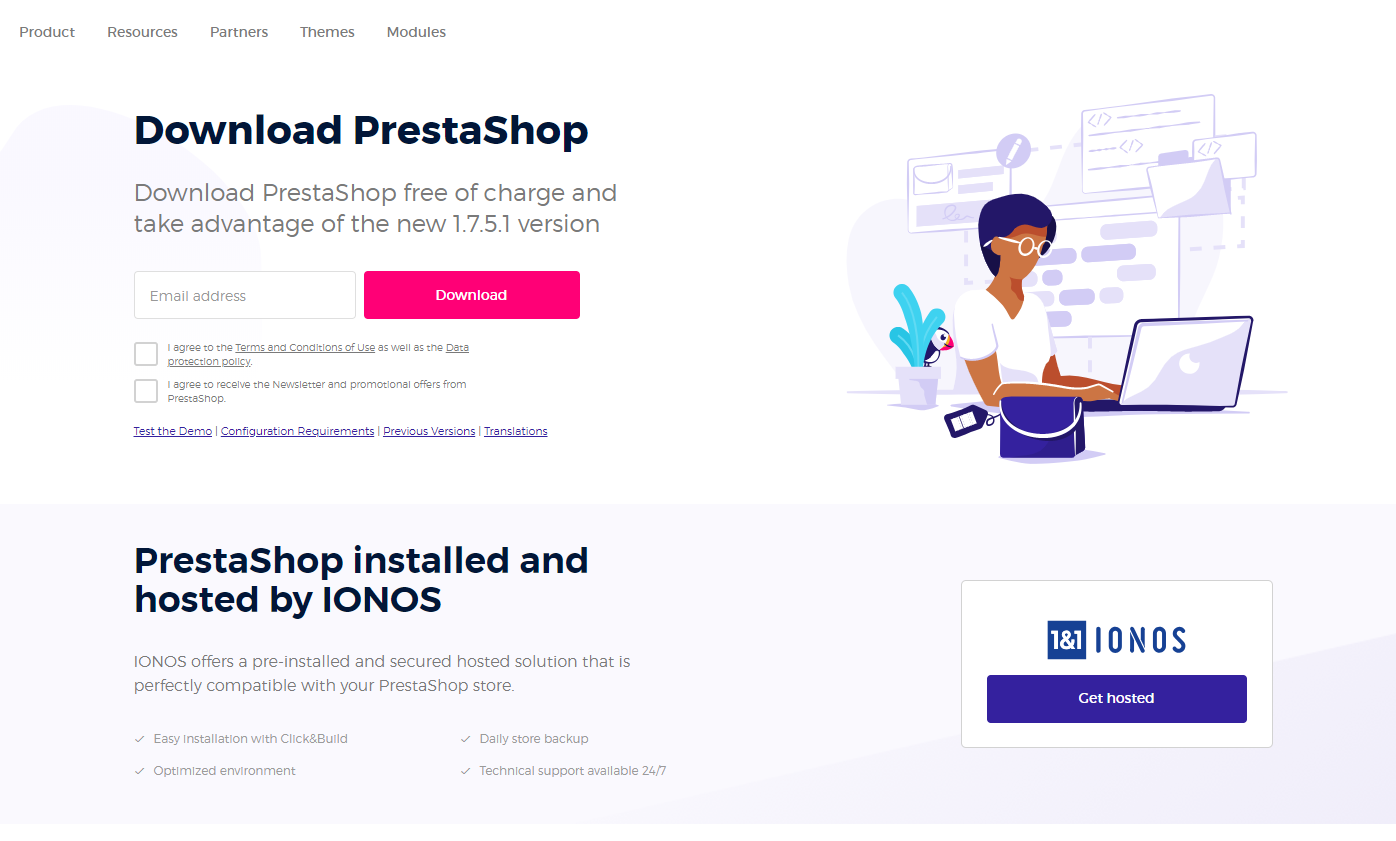 Product Resources Partners Themes Modules
Download PrestaShop
Download PrestaShop free of charge and
take advantage of the new 1.7.5.1 version
Email address
Download
I agree to the Terms and Conditions of Use as well as the Data
protection policy.
I agree to receive the Newsletter and promotional offers from
PrestaShop.
Test the Demo | Configuration Requirements | Previous Versions | Translations
</>
</>
</>
PrestaShop installed and
hosted by IONOS
IONOS offers a pre-installed and secured hosted solution that is
perfectly compatible with your PrestaShop store.
Easy installation with Click&Build
Daily store backup
Optimized environment
Technical support available 24/7
1&1 IONOS
Get hosted